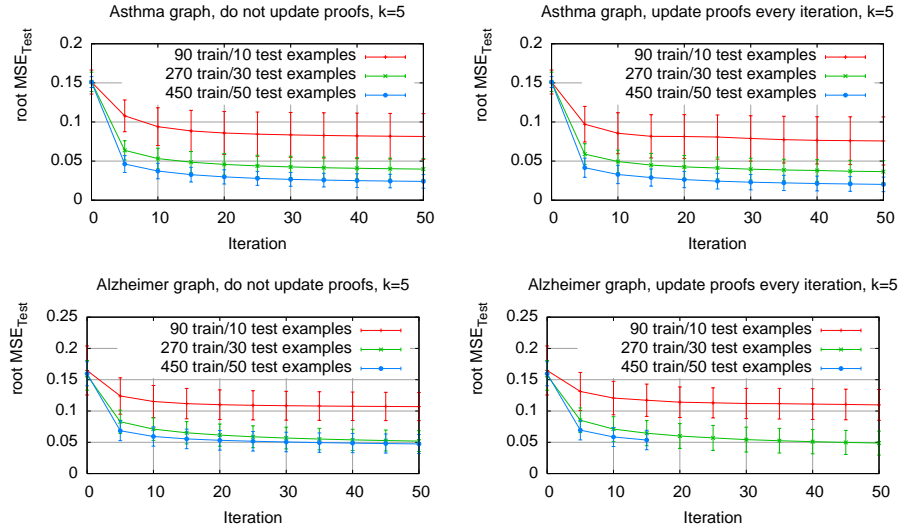 Asthma graph, do not update proofs, k=5
0.2
0.15
0.1
0.05
0
root MSE_Test
90 train/10 test examples
270 train/30 test examples
450 train/50 test examples
0 10 20 30 40 50
Iteration
Asthma graph, update proofs every iteration, k=5
0.2
0.15
0.1
0.05
0
root MSE_Test
90 train/10 test examples
270 train/30 test examples
450 train/50 test examples
0 10 20 30 40 50
Iteration
Alzheimer graph, do not update proofs, k=5
0.25
0.2
0.15
0.1
0.05
0
root MSE_Test
90 train/10 test examples
270 train/30 test examples
450 train/50 test examples
0 10 20 30 40 50
Iteration
Alzheimer graph, update proofs every iteration, k=5
0.25
0.2
0.15
0.1
0.05
0
root MSE_Test
90 train/10 test examples
270 train/30 test examples
450 train/50 test examples
0 10 20 30 40 50
Iteration